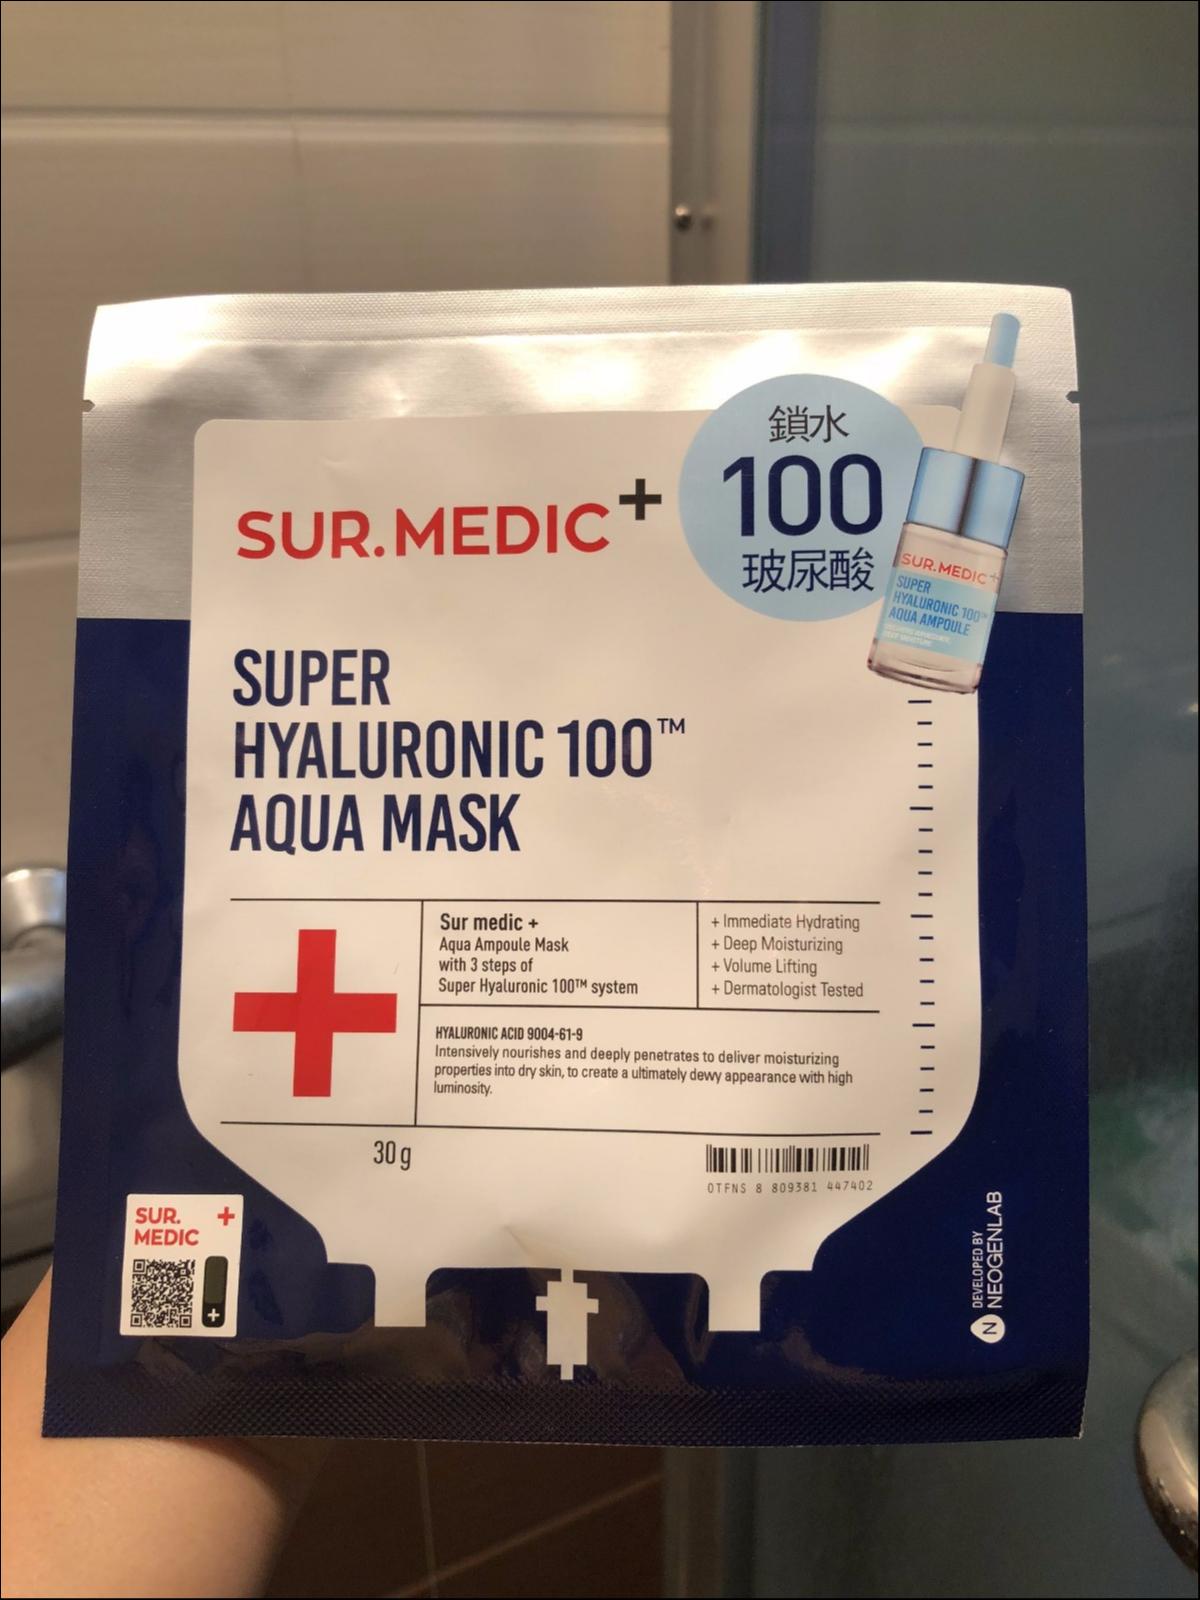 鎖水
100
玻尿酸
SUR.MEDIC+
SUR.MEDIC+
SUPER
HYALURONIC 100™
AQUA AMPOULE
SUPER
HYALURONIC 100™
AQUA MASK
Sur medic +
Aqua Ampoule Mask
with 3 steps of
Super Hyaluronic 100™ system
+ Immediate Hydrating
+ Deep Moisturizing
+ Volume Lifting
+ Dermatologist Tested
HYALURONIC ACID 9004-61-9
Intensively nourishes and deeply penetrates to deliver moisturizing
properties into dry skin, to create a ultimately dewy appearance with high
luminosity.
30 g
OTFNS 8 809381 447402
SUR. +
MEDIC
DEVELOPED BY
N NEOGENLAB